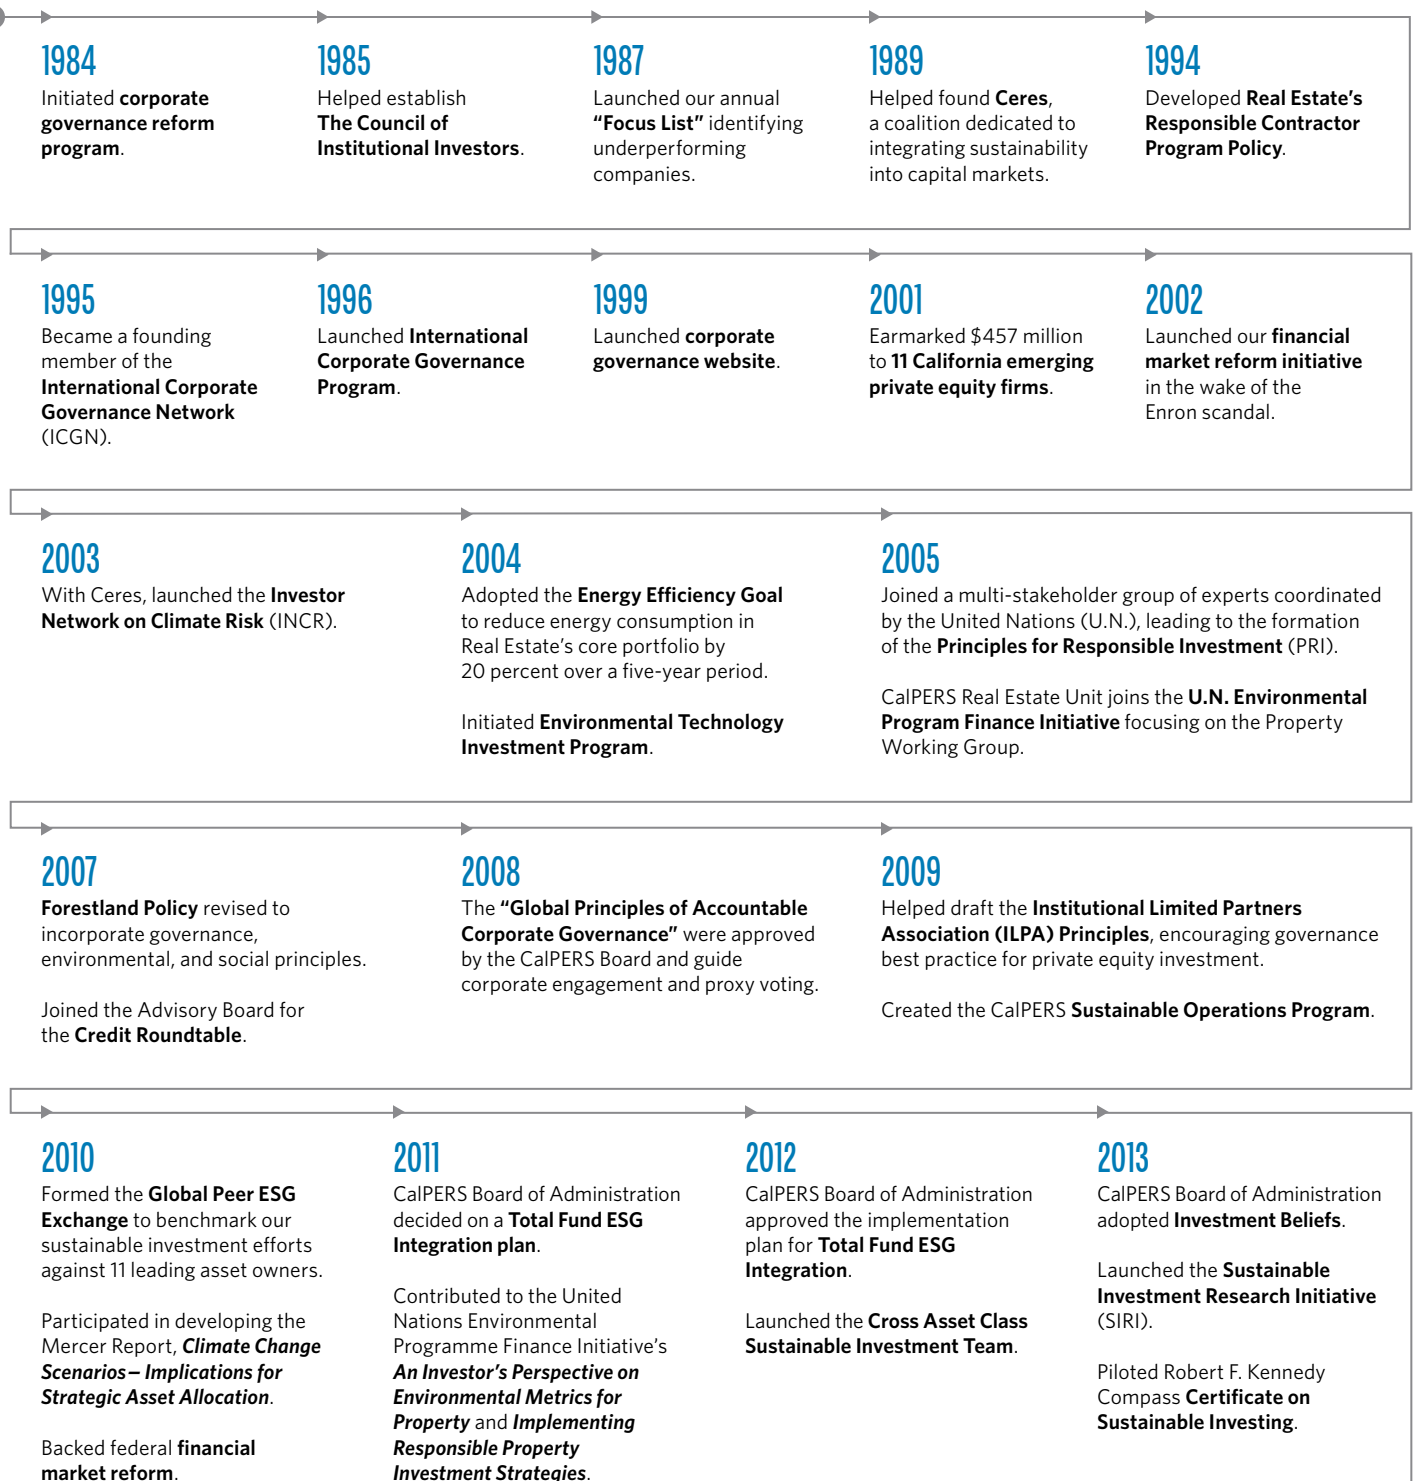 1984
Initiated corporate
governance reform
program.
1985
Helped establish
The Council of
Institutional Investors.
1987
Launched our annual
“Focus List” identifying
underperforming
companies.
1989
Helped found Ceres,
a coalition dedicated to
integrating sustainability
into capital markets.
1994
Developed Real Estate’s
Responsible Contractor
Program Policy.
1995
Became a founding
member of the
International Corporate
Governance Network
(ICGN).
1996
Launched International
Corporate Governance
Program.
1999
Launched corporate
governance website.
2001
Earmarked $457 million
to 11 California emerging
private equity firms.
2002
Launched our financial
market reform initiative
in the wake of the
Enron scandal.
2003
With Ceres, launched the Investor
Network on Climate Risk (INCR).
2004
Adopted the Energy Efficiency Goal
to reduce energy consumption in
Real Estate’s core portfolio by
20 percent over a five-year period.
Initiated Environmental Technology
Investment Program.
2005
Joined a multi-stakeholder group of experts coordinated
by the United Nations (U.N.), leading to the formation
of the Principles for Responsible Investment (PRI).
CalPERS Real Estate Unit joins the U.N. Environmental
Program Finance Initiative focusing on the Property
Working Group.
2007
Forestland Policy revised to
incorporate governance,
environmental, and social principles.
Joined the Advisory Board for
the Credit Roundtable.
2008
The “Global Principles of Accountable
Corporate Governance” were approved
by the CalPERS Board and guide
corporate engagement and proxy voting.
2009
Helped draft the Institutional Limited Partners
Association (ILPA) Principles, encouraging governance
best practice for private equity investment.
Created the CalPERS Sustainable Operations Program.
2010
Formed the Global Peer ESG
Exchange to benchmark our
sustainable investment efforts
against 11 leading asset owners.
Participated in developing the
Mercer Report, Climate Change
Scenarios – Implications for
Strategic Asset Allocation.
Backed federal financial
market reform.
2011
CalPERS Board of Administration
decided on a Total Fund ESG
Integration plan.
Contributed to the United
Nations Environmental
Programme Finance Initiative’s
An Investor’s Perspective on
Environmental Metrics for
Property and Implementing
Responsible Property
Investment Strategies.
2012
CalPERS Board of Administration
approved the implementation
plan for Total Fund ESG
Integration.
Launched the Cross Asset Class
Sustainable Investment Team.
2013
CalPERS Board of Administration
adopted Investment Beliefs.
Launched the Sustainable
Investment Research Initiative
(SIRI).
Piloted Robert F. Kennedy
Compass Certificate on
Sustainable Investing.